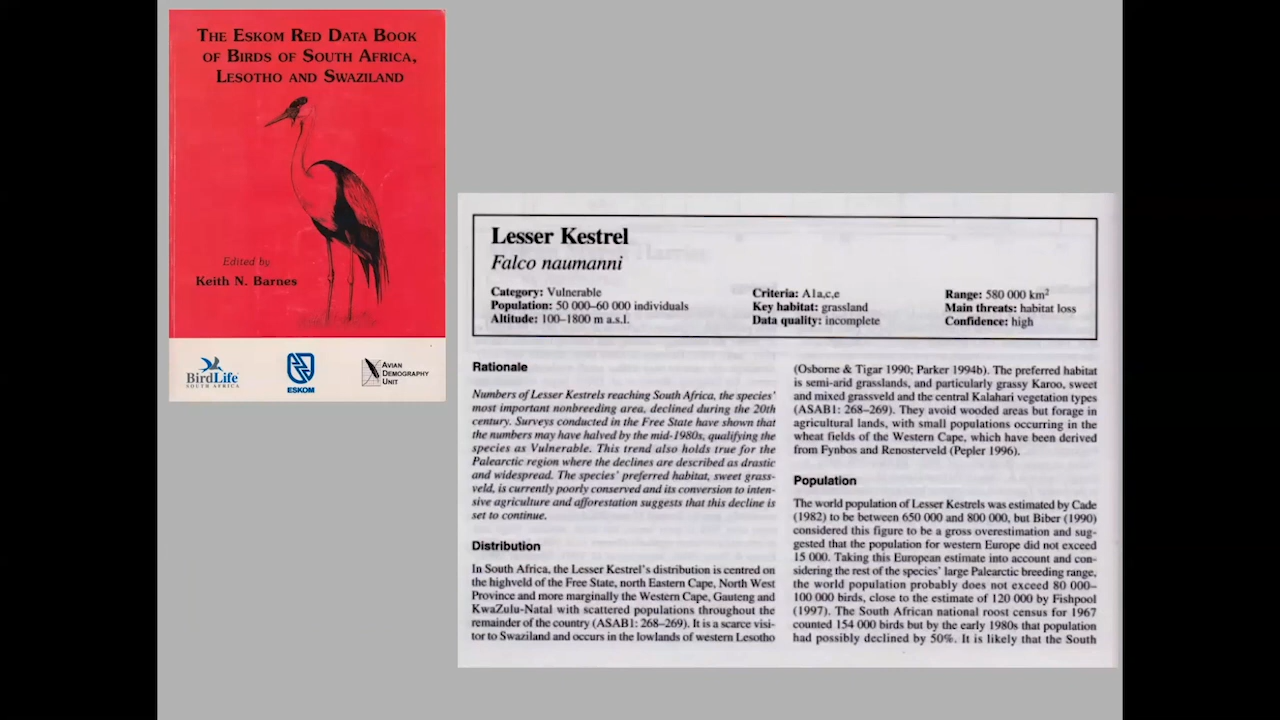 THE ESKOM RED DATA BOOK
OF BIRDS OF SOUTH AFRICA,
LESOTHO AND SWAZILAND
Edited by
Keith N. Barnes
BirdLife
SOUTH AFRICA
ESKOM
AVIAN
DEMOGRAPHY
UNIT
Lesser Kestrel
Falco naumanni
Category: Vulnerable
Population: 50 000–60 000 individuals
Altitude: 100–1800 m a.s.l.
Criteria: A1a,c,e
Key habitat: grassland
Data quality: incomplete
Range: 580 000 km²
Main threats: habitat loss
Confidence: high
Rationale
Numbers of Lesser Kestrels reaching South Africa, the species'
most important nonbreeding area, declined during the 20th
century. Surveys conducted in the Free State have shown that
the numbers may have halved by the mid-1980s, qualifying the
species as Vulnerable. This trend also holds true for the
Palearctic region where the declines are described as drastic
and widespread. The species' preferred habitat, sweet grass-
veld, is currently poorly conserved and its conversion to inten-
sive agriculture and afforestation suggests that this decline is
set to continue.
Distribution
In South Africa, the Lesser Kestrel's distribution is centred on
the highveld of the Free State, north Eastern Cape, North West
Province and more marginally the Western Cape, Gauteng and
KwaZulu-Natal with scattered populations throughout the
remainder of the country (ASAB1: 268–269). It is a scarce visi-
tor to Swaziland and occurs in the lowlands of western Lesotho
(Osborne & Tigar 1990; Parker 1994b). The preferred habitat
is semi-arid grasslands, and particularly grassy Karoo, sweet
and mixed grassveld and the central Kalahari vegetation types
(ASAB1: 268–269). They avoid wooded areas but forage in
agricultural lands, with small populations occurring in the
wheat fields of the Western Cape, which have been derived
from Fynbos and Renosterveld (Pepler 1996).
Population
The world population of Lesser Kestrels was estimated by Cade
(1982) to be between 650 000 and 800 000, but Biber (1990)
considered this figure to be a gross overestimation and sug-
gested that the population for western Europe did not exceed
15 000. Taking this European estimate into account and con-
sidering the rest of the species' large Palearctic breeding range,
the world population probably does not exceed 80 000–
100 000 birds, close to the estimate of 120 000 by Fishpool
(1997). The South African national roost census for 1967
counted 154 000 birds but by the early 1980s that population
had possibly declined by 50%. It is likely that the South